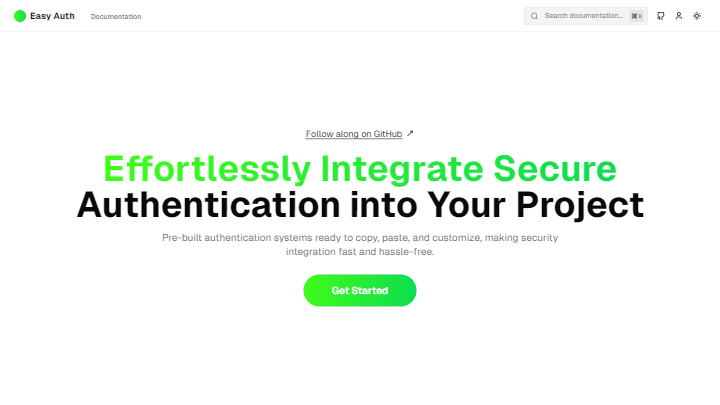 Easy Auth
Documentation
Search documentation...
⌘ K
Follow along on GitHub ↗
Effortlessly Integrate Secure
Authentication into Your Project
Pre-built authentication systems ready to copy, paste, and customize, making security
integration fast and hassle-free.
Get Started